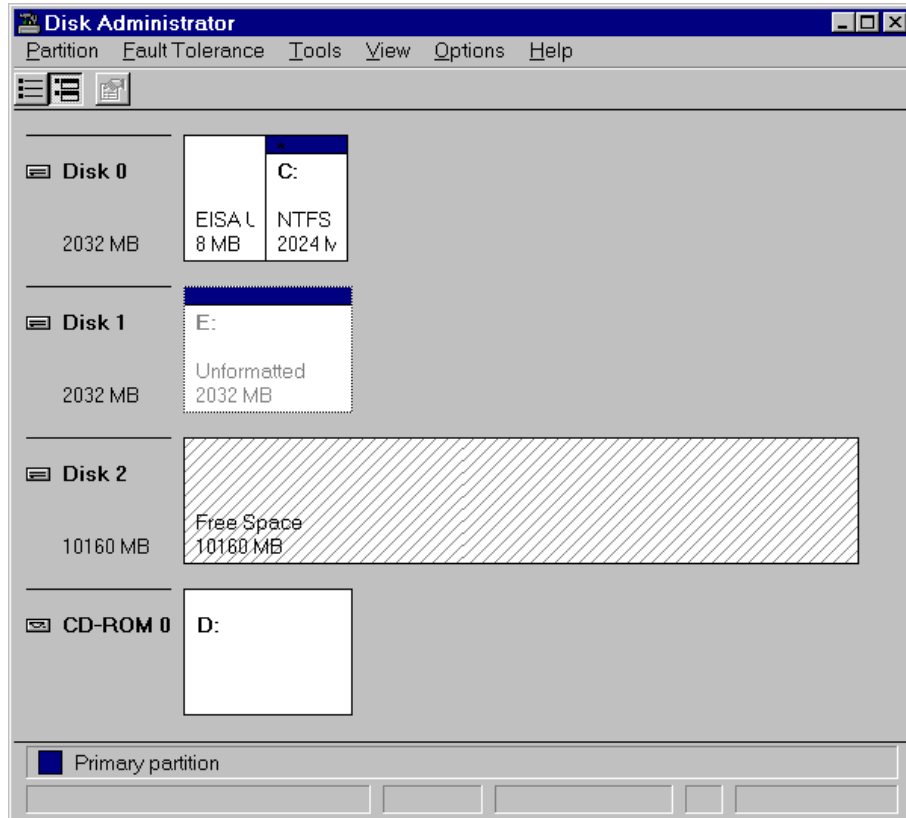 Disk Administrator
Partition Fault Tolerance Tools View Options Help
Disk 0
2032 MB
EISA U
8 MB
C:
NTFS
2024 M
Disk 1
2032 MB
E:
Unformatted
2032 MB
Disk 2
10160 MB
Free Space
10160 MB
CD-ROM 0
D:
Primary partition